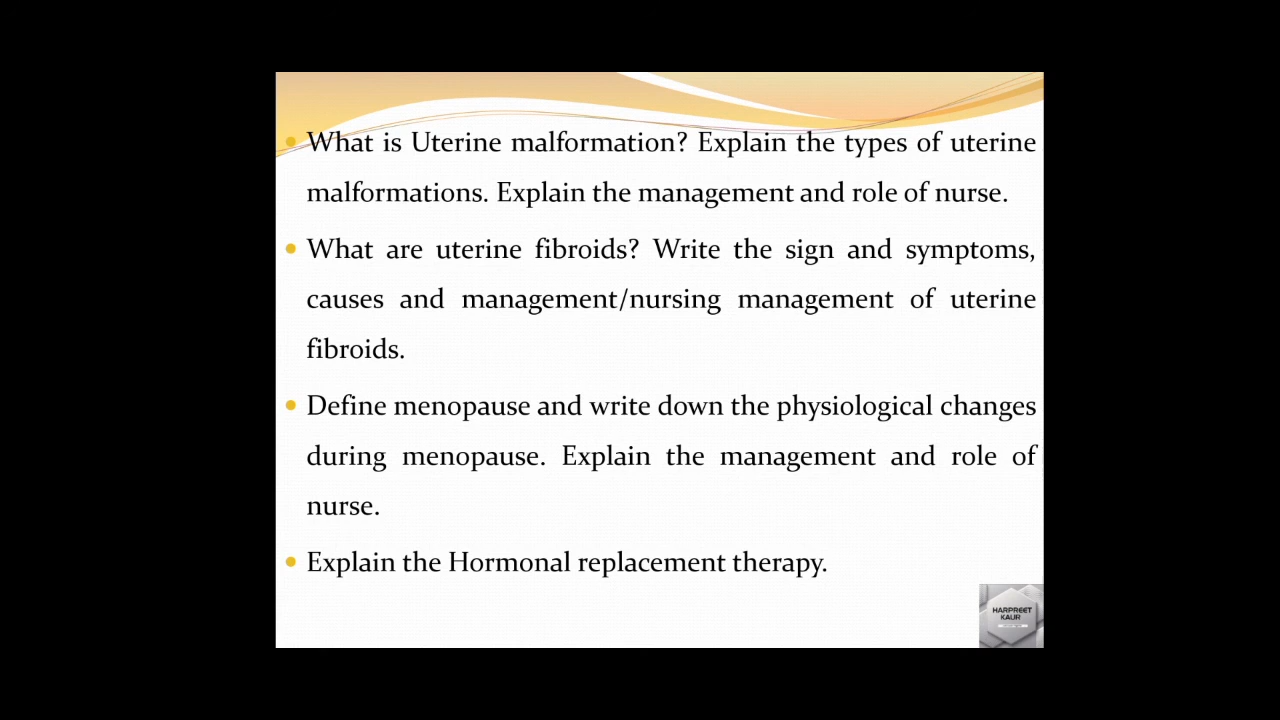 What is Uterine malformation? Explain the types of uterine
malformations. Explain the management and role of nurse.
What are uterine fibroids? Write the sign and symptoms,
causes and management/nursing management of uterine
fibroids.
Define menopause and write down the physiological changes
during menopause. Explain the management and role of
nurse.
Explain the Hormonal replacement therapy.
HARPREET
KAUR